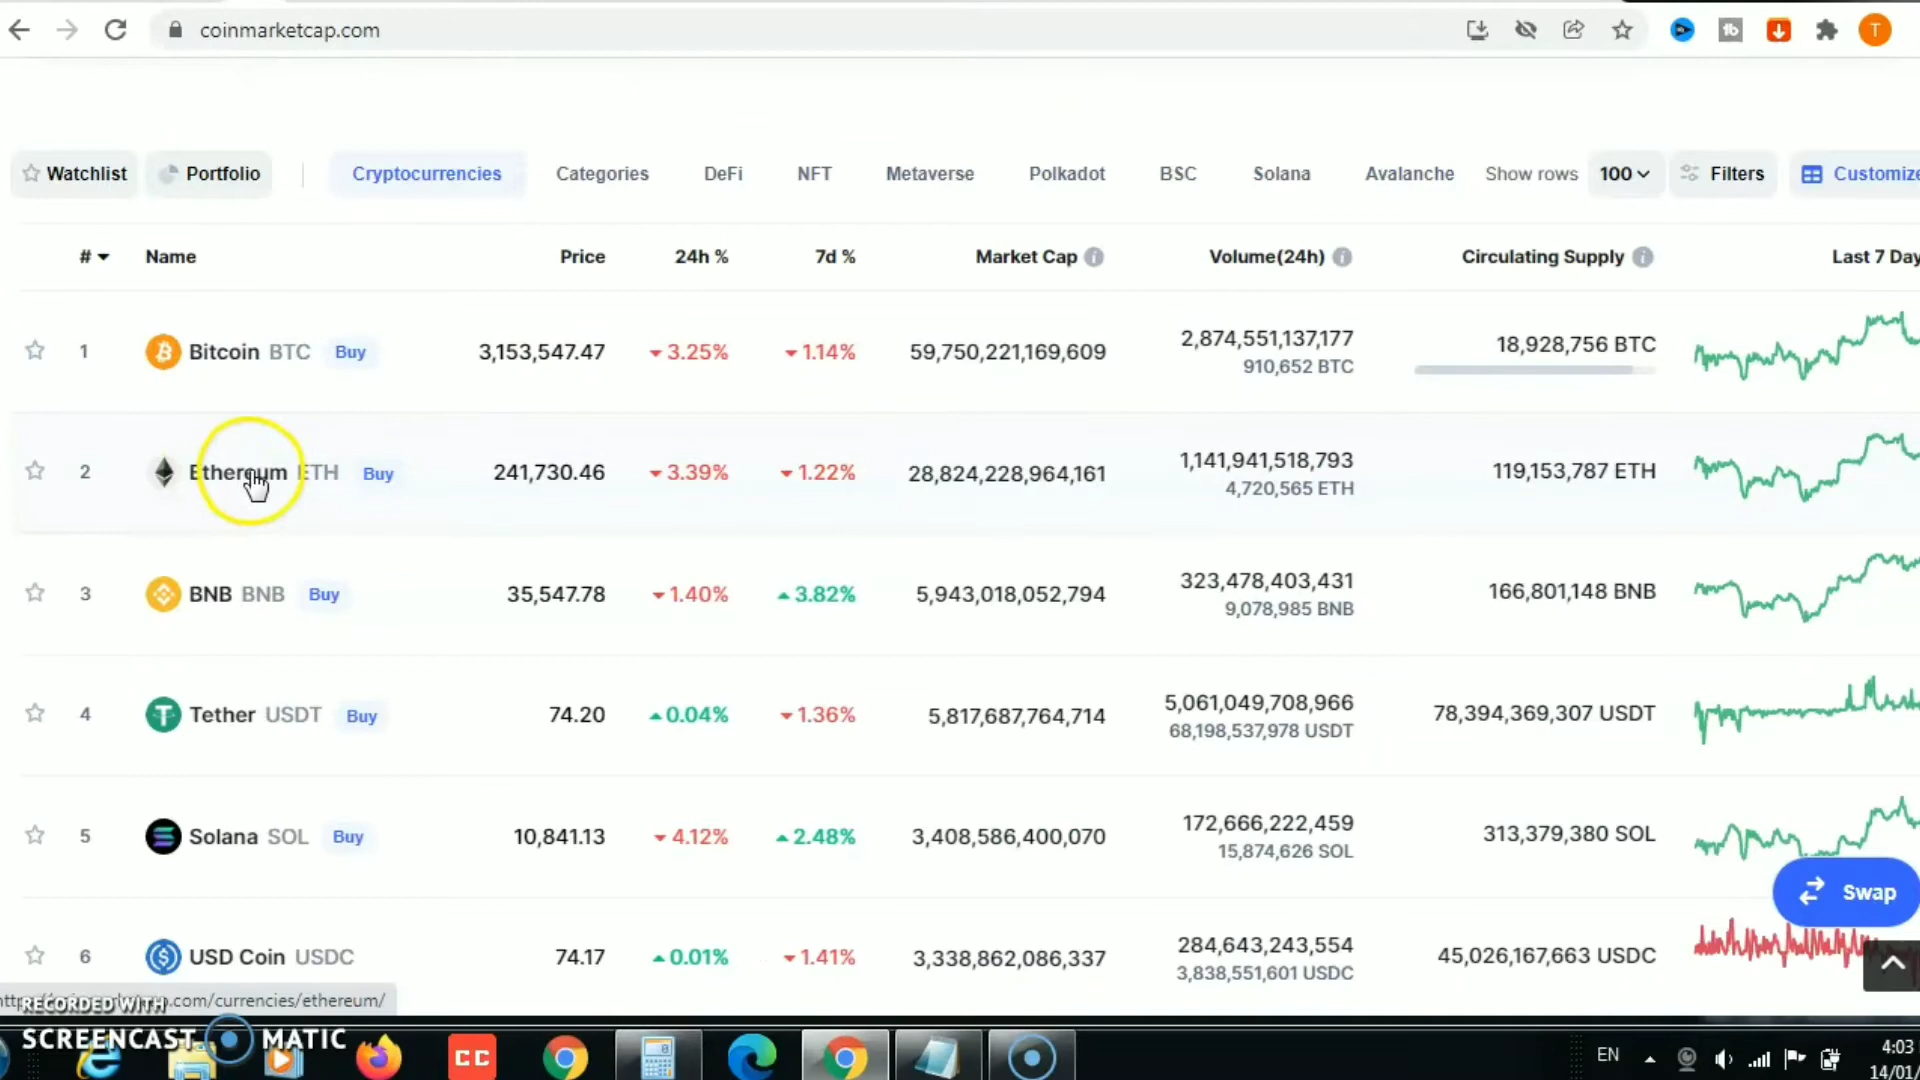 coinmarketcap.com
Watchlist Portfolio Cryptocurrencies Categories DeFi NFT Metaverse Polkadot BSC Solana Avalanche Show rows 100 Filters Customize
# Name Price 24h % 7d % Market Cap Volume(24h) Circulating Supply Last 7 Day
1 Bitcoin BTC Buy 3,153,547.47 3.25% 1.14% 59,750,221,169,609 2,874,551,137,177 18,928,756 BTC
910,652 BTC
2 Ethereum ETH Buy 241,730.46 3.39% 1.22% 28,824,228,964,161 1,141,941,518,793 119,153,787 ETH
4,720,565 ETH
3 BNB BNB Buy 35,547.78 1.40% 3.82% 5,943,018,052,794 323,478,403,431 166,801,148 BNB
9,078,985 BNB
4 Tether USDT Buy 74.20 0.04% 1.36% 5,817,687,764,714 5,061,049,708,966 78,394,369,307 USDT
68,198,537,978 USDT
5 Solana SOL Buy 10,841.13 4.12% 2.48% 3,408,586,400,070 172,666,222,459 313,379,380 SOL
15,874,626 SOL
Swap
6 USD Coin USDC 74.17 0.01% 1.41% 3,338,862,086,337 284,643,243,554 45,026,167,663 USDC
3,838,551,601 USDC
.com/currencies/ethereum/
RECORDED WITH
SCREENCAST MATIC
CC
EN
4:03
14/01/
T